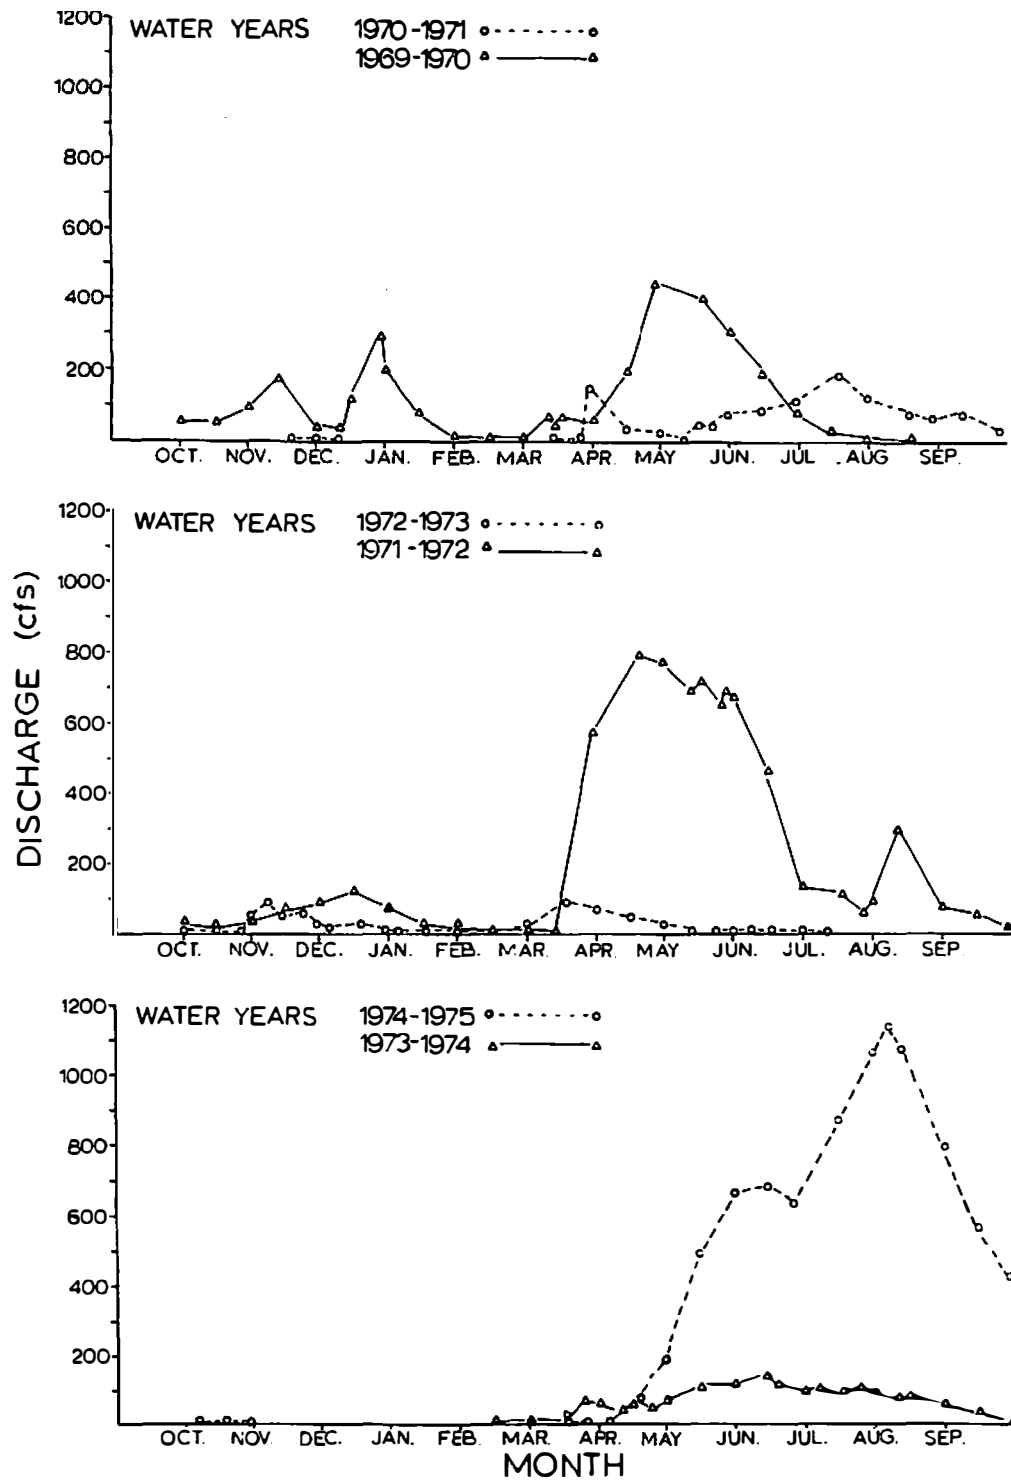 1200
WATER YEARS 1970-1971
1969-1970
1000
800
600
400
200
OCT. NOV. DEC. JAN. FEB. MAR APR. MAY JUN. JUL. AUG. SEP.
1200
WATER YEARS 1972-1973
1971-1972
1000
800
600
400
200
OCT. NOV. DEC. JAN. FEB. MAR. APR. MAY JUN. JUL. AUG. SEP.
DISCHARGE (cfs)
1200
WATER YEARS 1974-1975
1973-1974
1000
800
600
400
200
OCT. NOV. DEC. JAN. FEB. MAR. APR. MAY JUN. JUL. AUG. SEP.
MONTH